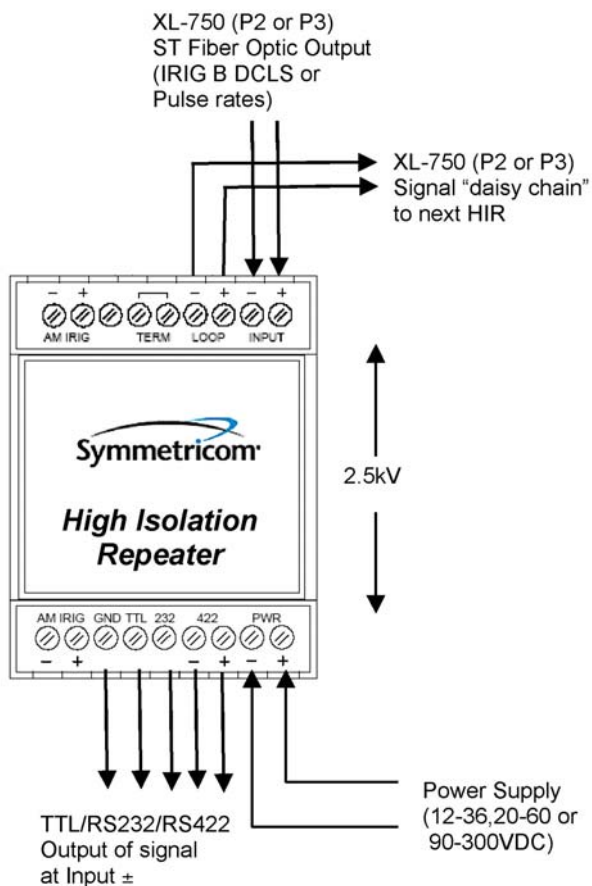 XL-750 (P2 or P3)
ST Fiber Optic Output
(IRIG B DCLS or
Pulse rates)
XL-750 (P2 or P3)
Signal “daisy chain”
to next HIR
− + − + − +
AM IRIG TERM LOOP INPUT
Symmetricom
High Isolation
Repeater
2.5kV
AM IRIG GND TTL 232 422 PWR
− + − + − +
TTL/RS232/RS422
Output of signal
at Input ±
Power Supply
(12-36,20-60 or
90-300VDC)